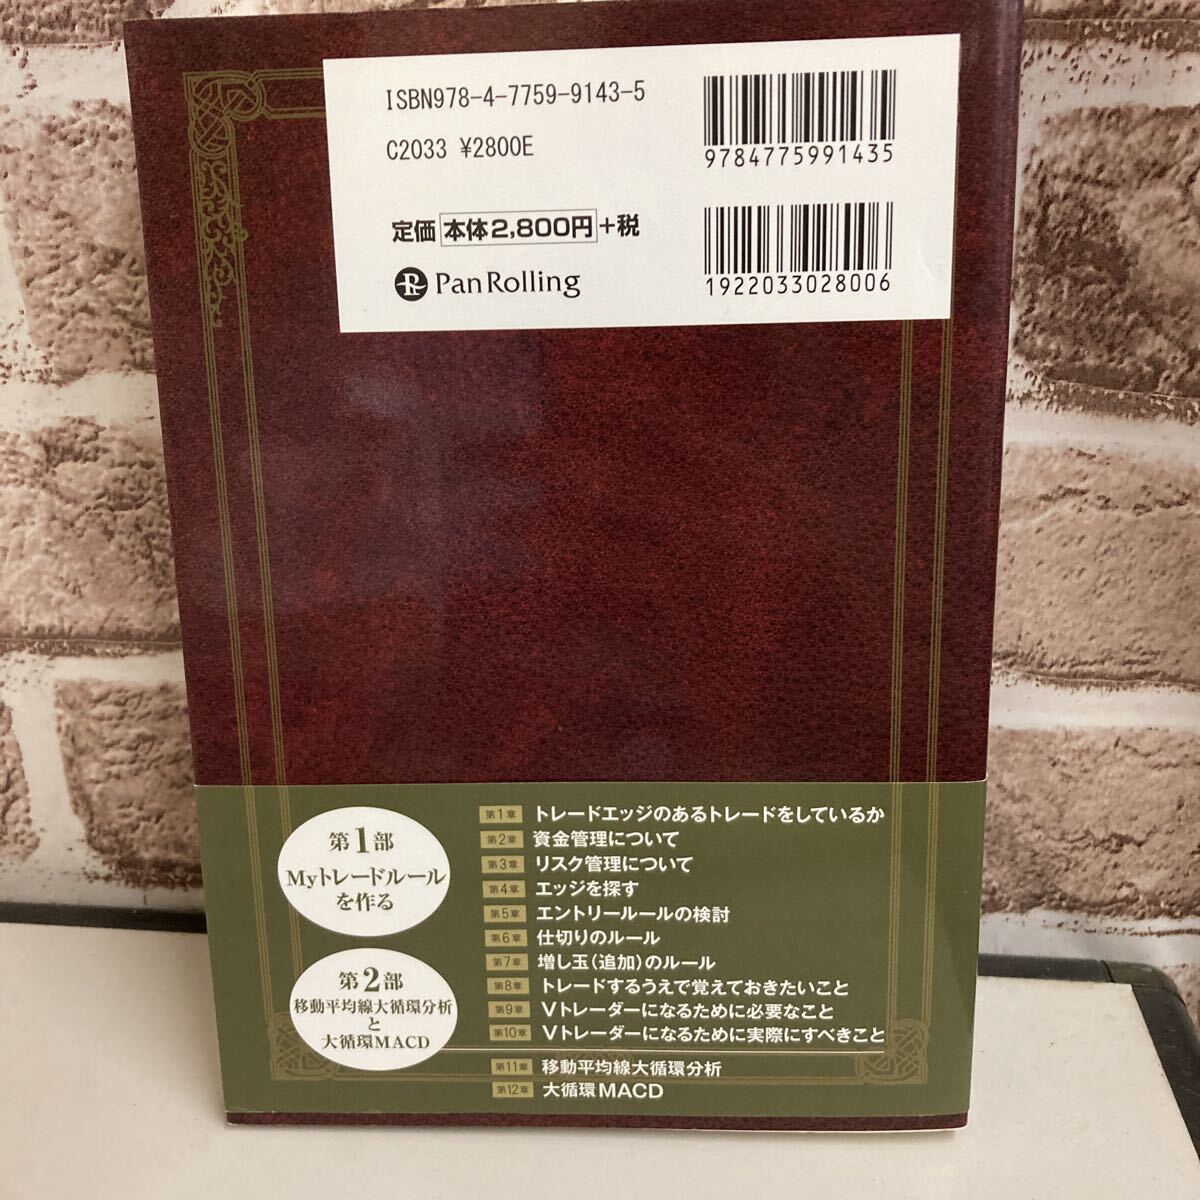 ISBN978-4-7759-9143-5
C2033 ¥2800E
9784775991435
定価 本体2,800円+税
1922033028006
PanRolling
第1部
Myトレードルール
を作る
第1章 トレードエッジのあるトレードをしているか
第2章 資金管理について
第3章 リスク管理について
第4章 エッジを探す
第5章 エントリールールの検討
第6章 仕切りのルール
第7章 増し玉(追加)のルール
第8章 トレードするうえで覚えておきたいこと
第9章 Vトレーダーになるために必要なこと
第10章 Vトレーダーになるために実際にすべきこと
第2部
移動平均線大循環分析
と
大循環MACD
第11章 移動平均線大循環分析
第12章 大循環MACD